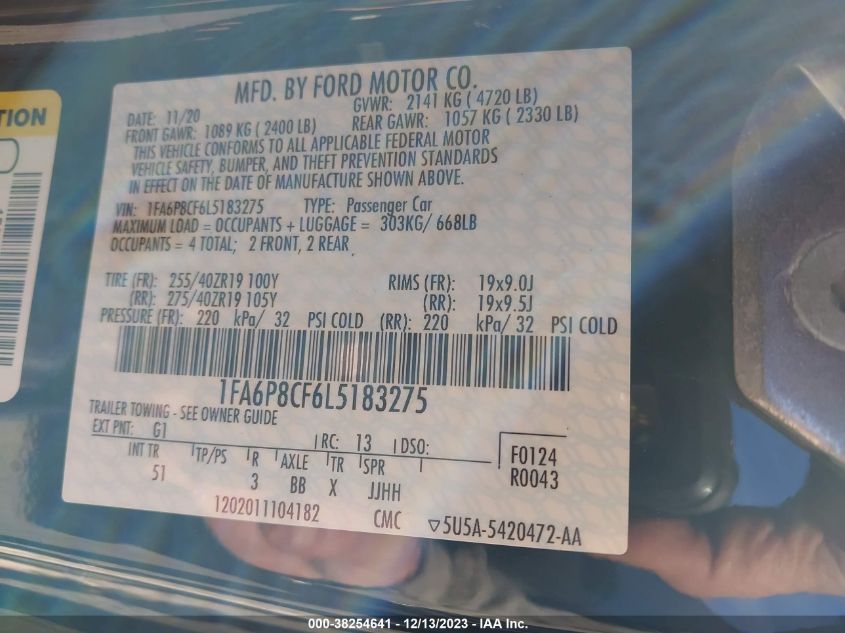 TION
MFD. BY FORD MOTOR CO.
DATE: 11/20 GVWR: 2141 KG ( 4720 LB)
FRONT GAWR: 1089 KG ( 2400 LB) REAR GAWR: 1057 KG ( 2330 LB)
THIS VEHICLE CONFORMS TO ALL APPLICABLE FEDERAL MOTOR
VEHICLE SAFETY, BUMPER, AND THEFT PREVENTION STANDARDS
IN EFFECT ON THE DATE OF MANUFACTURE SHOWN ABOVE.
VIN: 1FA6P8CF6L5183275 TYPE: Passenger Car
MAXIMUM LOAD = OCCUPANTS + LUGGAGE = 303KG/ 668LB
OCCUPANTS = 4 TOTAL; 2 FRONT, 2 REAR
TIRE (FR): 255/40ZR19 100Y RIMS (FR): 19x9.0J
(RR): 275/40ZR19 105Y (RR): 19x9.5J
PRESSURE (FR): 220 kPa/ 32 PSI COLD (RR): 220 kPa/ 32 PSI COLD
1FA6P8CF6L5183275
TRAILER TOWING - SEE OWNER GUIDE
EXT PNT: G1 RC: 13 DSO: F0124
INT TR TP/PS R AXLE TR SPR R0043
51 3 BB X JJHH
1202011104182 CMC 5U5A-5420472-AA
000-38254641 - 12/13/2023 - IAAI.COM